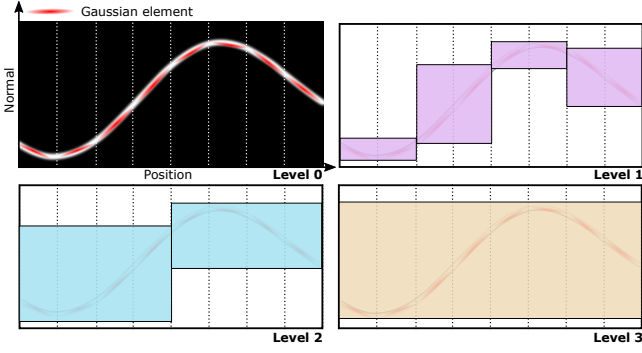 Gaussian element
Normal
Position
Level 0
Level 1
Level 2
Level 3